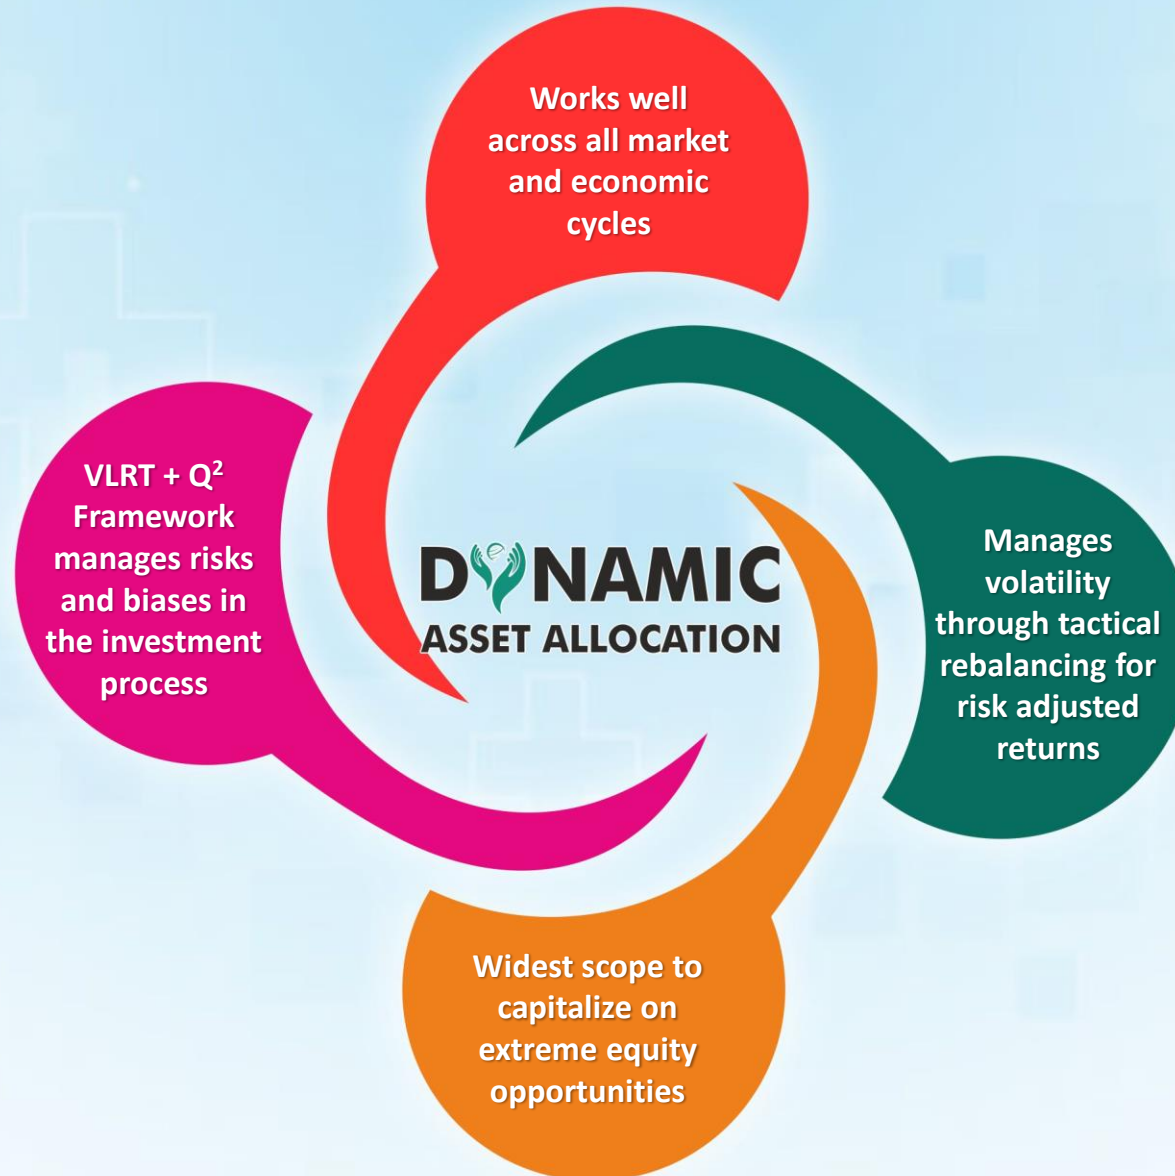 Works well
across all market
and economic
cycles
VLRT + Q²
Framework
manages risks
and biases in
the investment
process
DYNAMIC
ASSET ALLOCATION
Manages
volatility
through tactical
rebalancing for
risk adjusted
returns
Widest scope to
capitalize on
extreme equity
opportunities